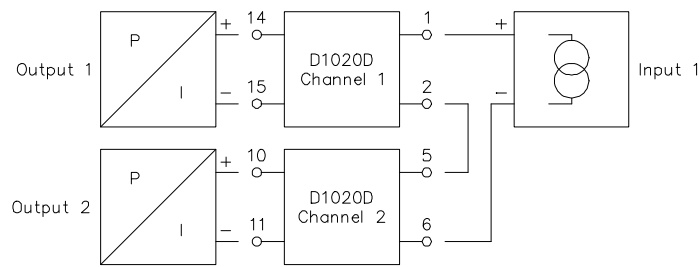 + 14 1 +
P
D1020D
Channel 1
Output 1 Input 1
I
− 15 2 −
+ 10 5
P
D1020D
Channel 2
Output 2
I
− 11 6